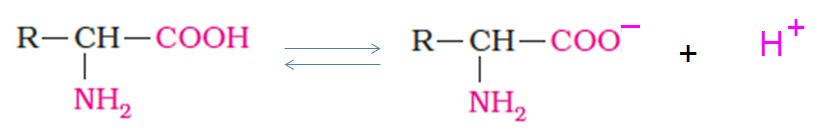 R—CH—COOH ⇌ R—CH—COO⁻ + H⁺
NH₂ NH₂